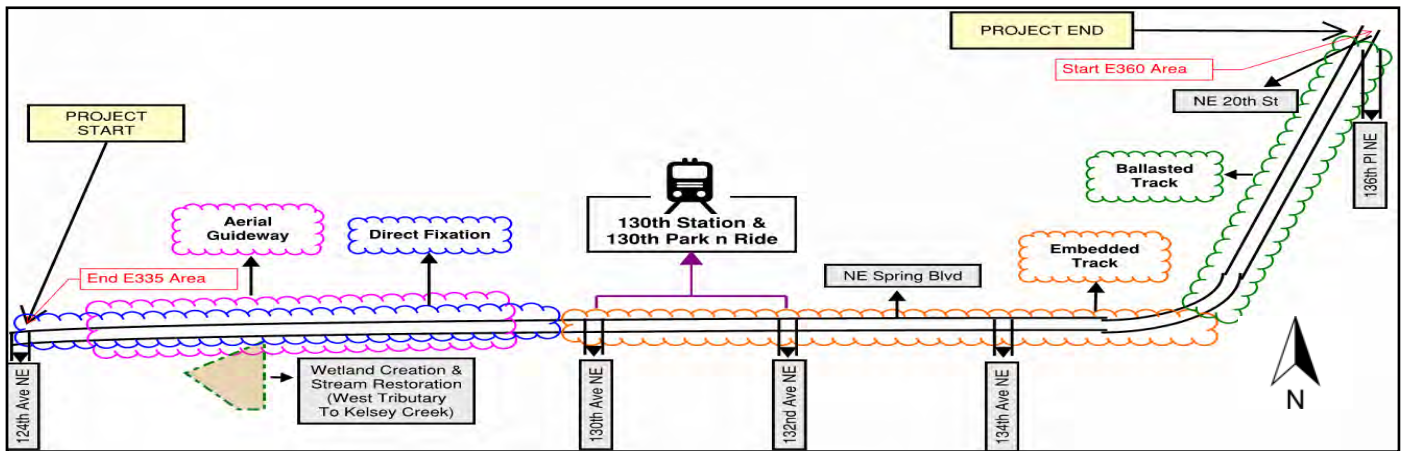 PROJECT END
Start E360 Area
NE 20th St
PROJECT
START
136th Pl NE
Ballasted
Track
Aerial
Guideway
Direct Fixation
130th Station &
130th Park n Ride
Embedded
Track
End E335 Area
NE Spring Blvd
Wetland Creation &
Stream Restoration
(West Tributary
To Kelsey Creek)
124th Ave NE
130th Ave NE
132nd Ave NE
134th Ave NE
N